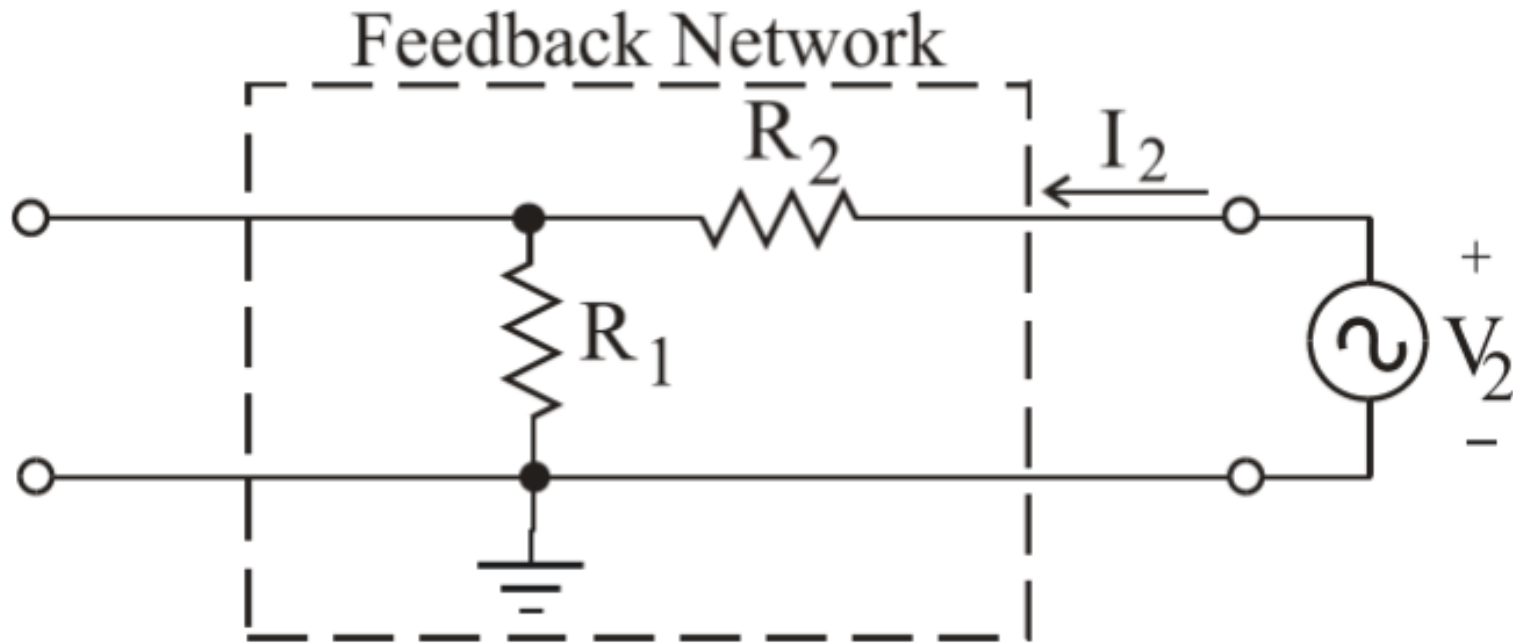 Feedback Network
R2
I2
R1
+
V2
−